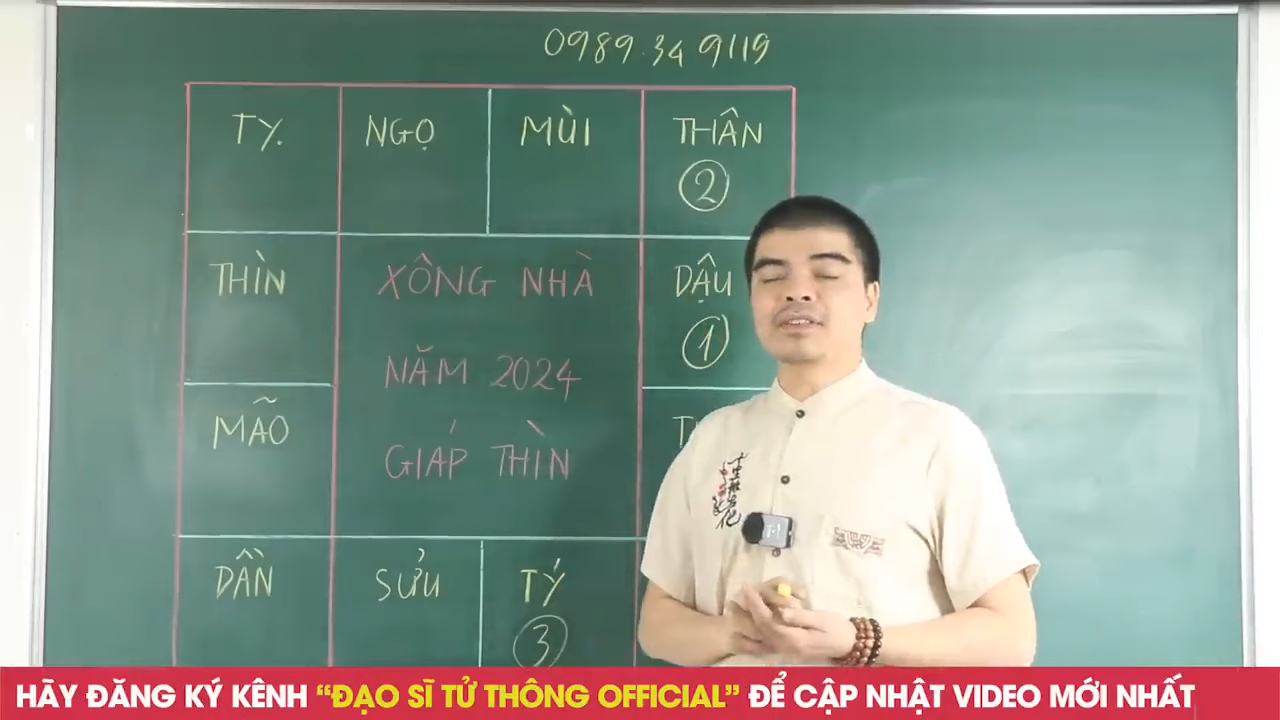 0989.34 9119
TỴ.
NGỌ
MÙI
THÂN
2
THÌN
XÔNG NHÀ
DẬU
1
NĂM 2024
MÃO
GIÁP THÌN
DẦN
SỬU
TÝ
3
HÃY ĐĂNG KÝ KÊNH “ĐẠO SĨ TỬ THÔNG OFFICIAL” ĐỂ CẬP NHẬT VIDEO MỚI NHẤT